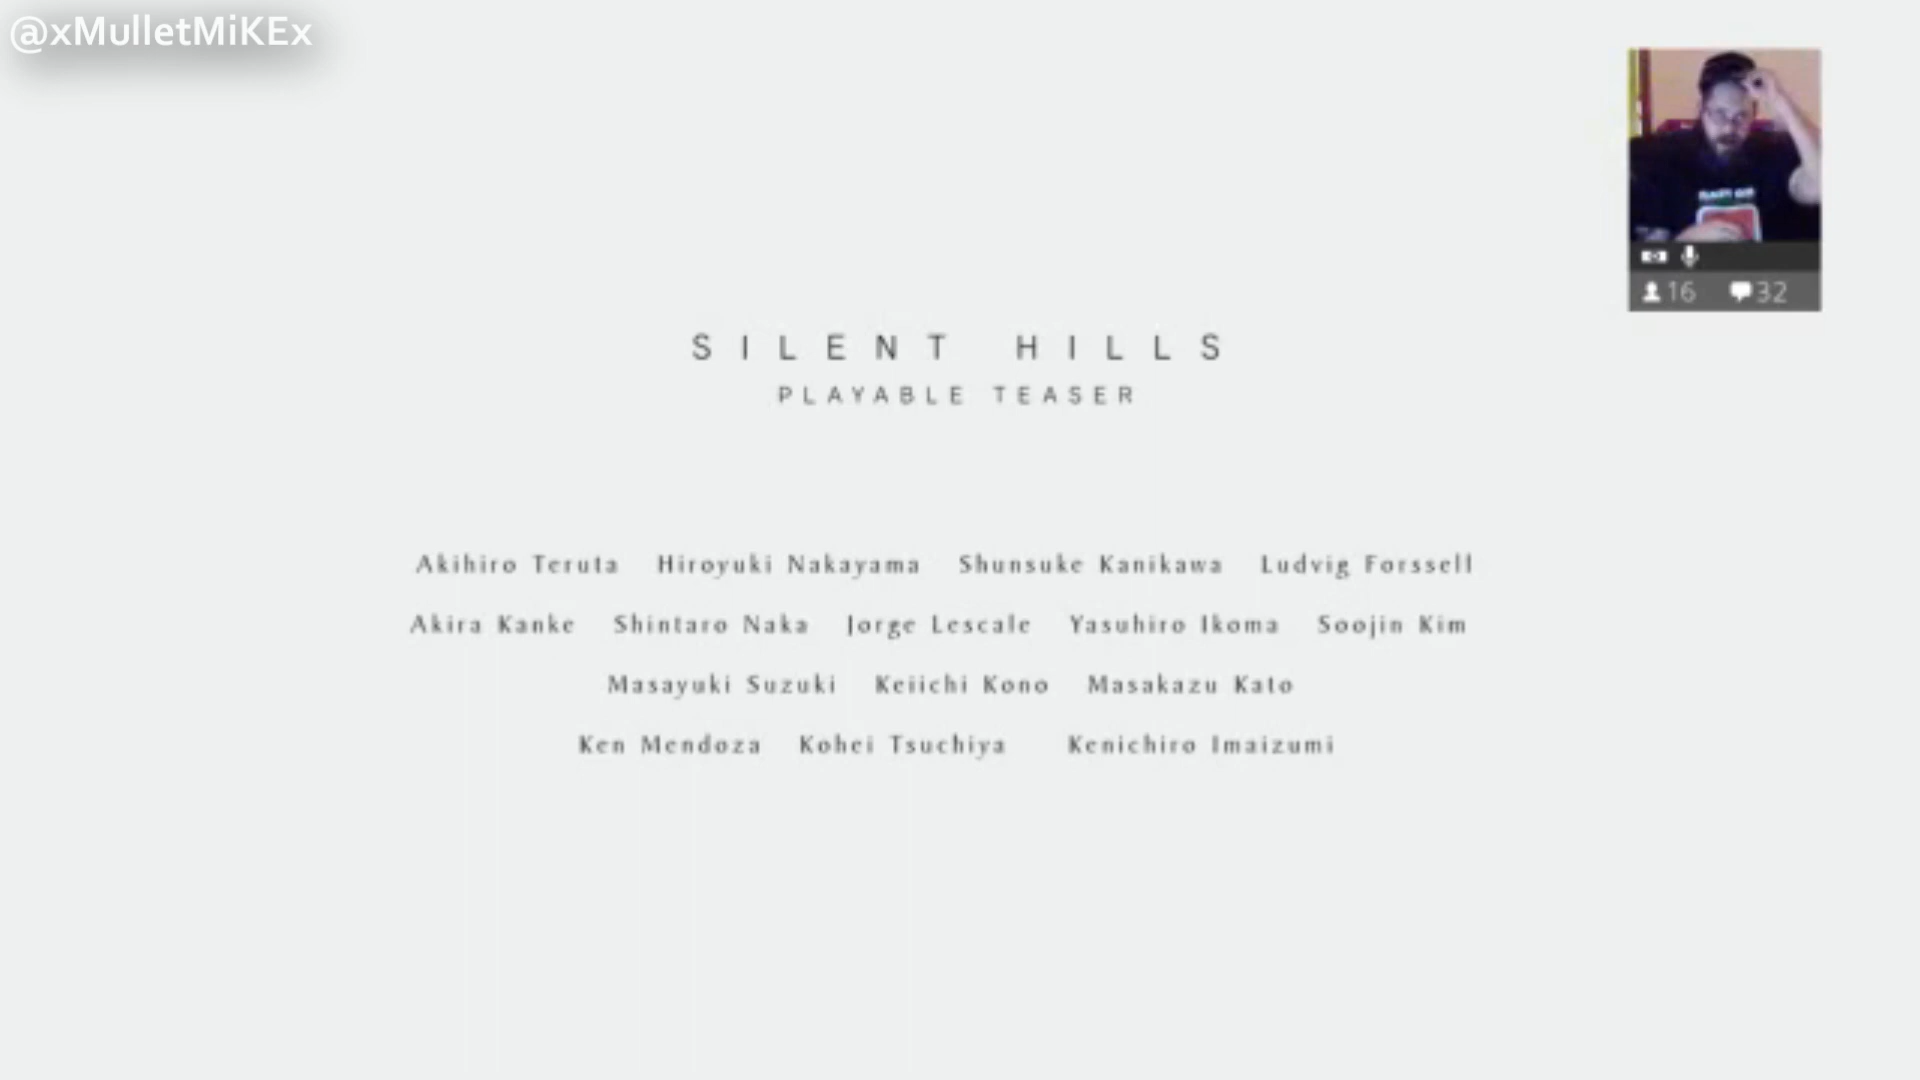 @xMulletMiKEx
16 32
SILENT HILLS
PLAYABLE TEASER
Akihiro Teruta Hiroyuki Nakayama Shunsuke Kanikawa Ludvig Forssell
Akira Kanke Shintaro Naka Jorge Lescale Yasuhiro Ikoma Soojin Kim
Masayuki Suzuki Keiichi Kono Masakazu Kato
Ken Mendoza Kohei Tsuchiya Kenichiro Imaizumi